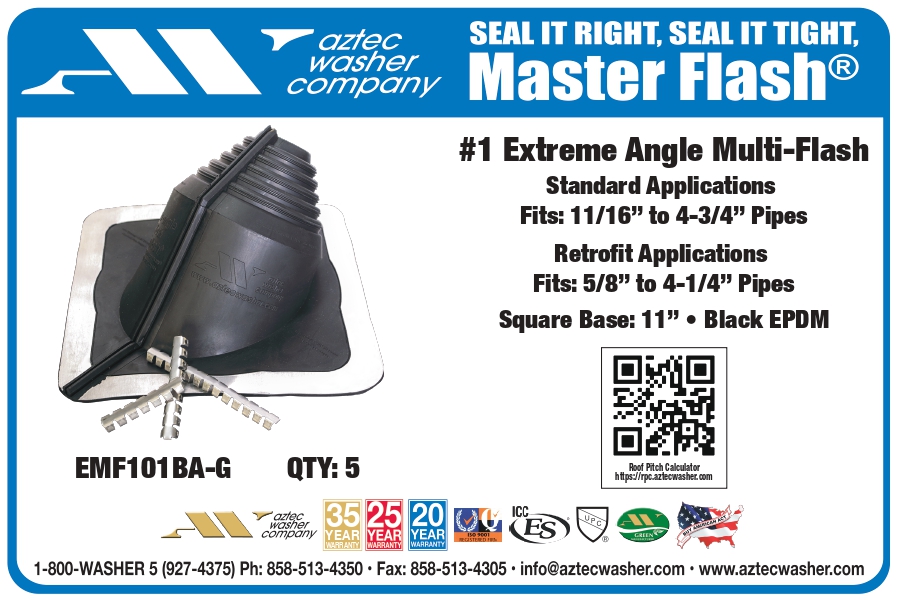 aztec
washer
company
SEAL IT RIGHT, SEAL IT TIGHT,
Master Flash®
#1 Extreme Angle Multi-Flash
Standard Applications
Fits: 11/16” to 4-3/4” Pipes
Retrofit Applications
Fits: 5/8” to 4-1/4” Pipes
Square Base: 11” • Black EPDM
Roof Pitch Calculator
https://rpc.aztecwasher.com
EMF101BA-G QTY: 5
aztec
washer
company
35
YEAR
WARRANTY
25
YEAR
WARRANTY
20
YEAR
WARRANTY
ISO 9001
ICC
ES
UPC
®
GREEN
BUY AMERICAN ACT
1-800-WASHER 5 (927-4375) Ph: 858-513-4350 • Fax: 858-513-4305 • info@aztecwasher.com • www.aztecwasher.com